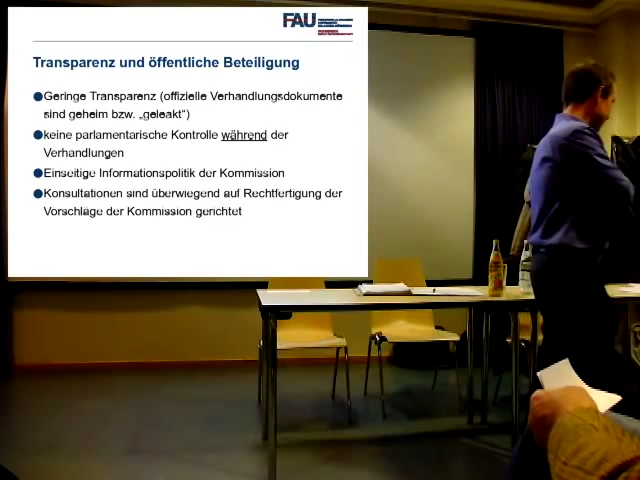 FAU
Transparenz und öffentliche Beteiligung
Geringe Transparenz (offizielle Verhandlungsdokumente
sind geheim bzw. „geleakt“)
keine parlamentarische Kontrolle während der
Verhandlungen
Einseitige Informationspolitik der Kommission
Konsultationen sind überwiegend auf Rechtfertigung der
Vorschläge der Kommission gerichtet